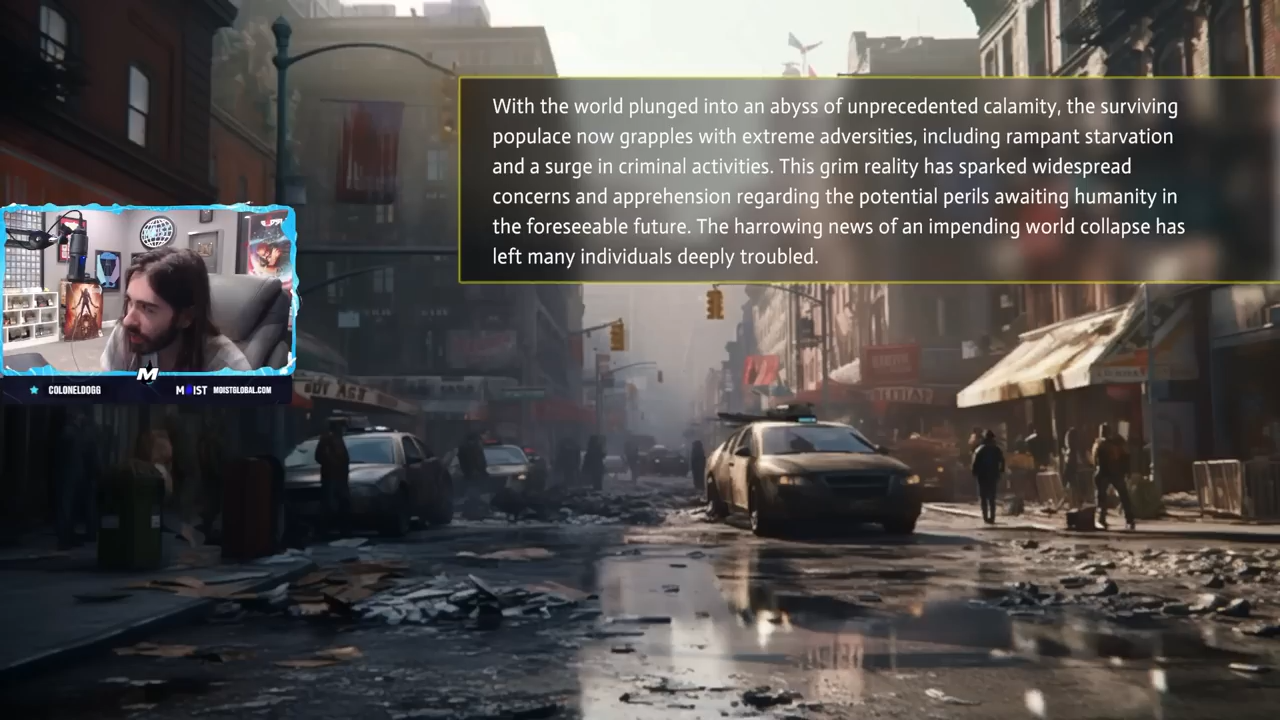 With the world plunged into an abyss of unprecedented calamity, the surviving
populace now grapples with extreme adversities, including rampant starvation
and a surge in criminal activities. This grim reality has sparked widespread
concerns and apprehension regarding the potential perils awaiting humanity in
the foreseeable future. The harrowing news of an impending world collapse has
left many individuals deeply troubled.
M
COLONELDOGG
MOIST
MOISTGLOBAL.COM